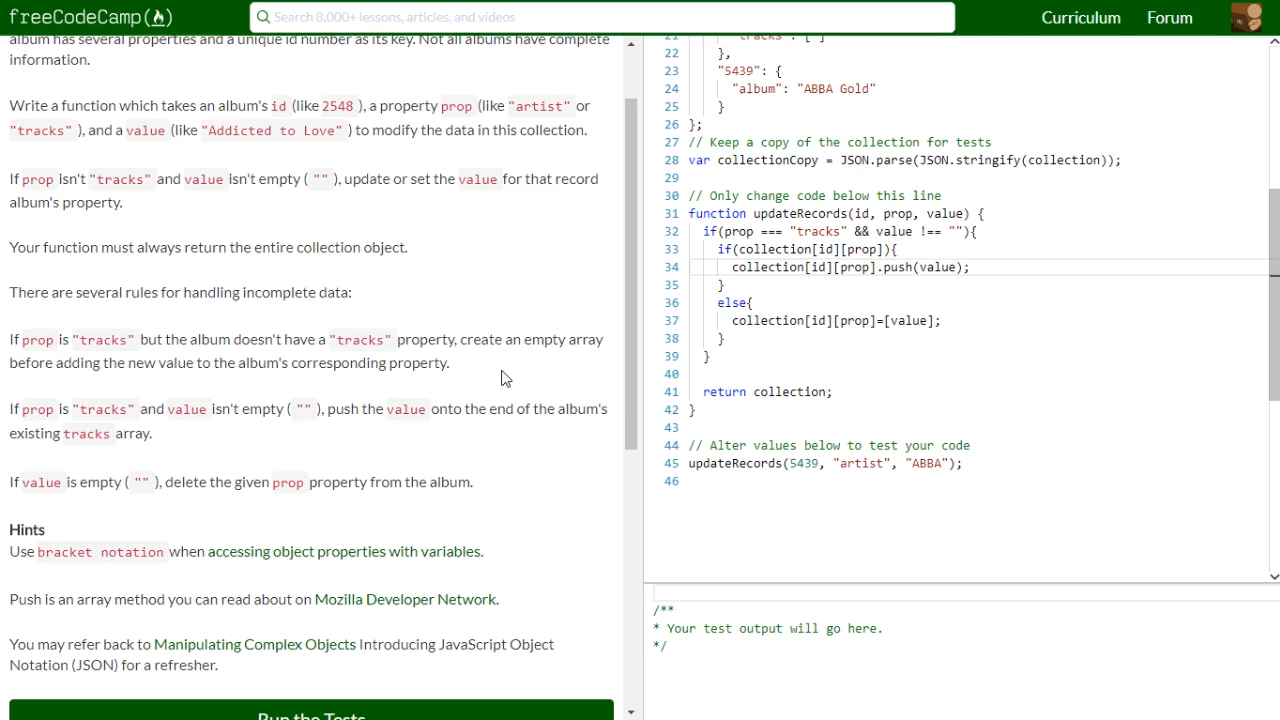 freeCodeCamp(🔥)
Search 8,000+ lessons, articles, and videos
Curriculum
Forum
album has several properties and a unique id number as its key. Not all albums have complete
information.
Write a function which takes an album's id (like 2548 ), a property prop (like "artist" or
"tracks" ), and a value (like "Addicted to Love" ) to modify the data in this collection.
If prop isn't "tracks" and value isn't empty ( "" ), update or set the value for that record
album's property.
Your function must always return the entire collection object.
There are several rules for handling incomplete data:
If prop is "tracks" but the album doesn't have a "tracks" property, create an empty array
before adding the new value to the album's corresponding property.
If prop is "tracks" and value isn't empty ( "" ), push the value onto the end of the album's
existing tracks array.
If value is empty ( "" ), delete the given prop property from the album.
Hints
Use bracket notation when accessing object properties with variables.
Push is an array method you can read about on Mozilla Developer Network.
You may refer back to Manipulating Complex Objects Introducing JavaScript Object
Notation (JSON) for a refresher.
Run the Tests
21 "tracks": [ ]
22 },
23 "5439": {
24 "album": "ABBA Gold"
25 }
26 };
27 // Keep a copy of the collection for tests
28 var collectionCopy = JSON.parse(JSON.stringify(collection));
29
30 // Only change code below this line
31 function updateRecords(id, prop, value) {
32 if(prop === "tracks" && value !== ""){
33 if(collection[id][prop]){
34 collection[id][prop].push(value);
35 }
36 else{
37 collection[id][prop]=[value];
38 }
39 }
40
41 return collection;
42 }
43
44 // Alter values below to test your code
45 updateRecords(5439, "artist", "ABBA");
46
/**
* Your test output will go here.
*/